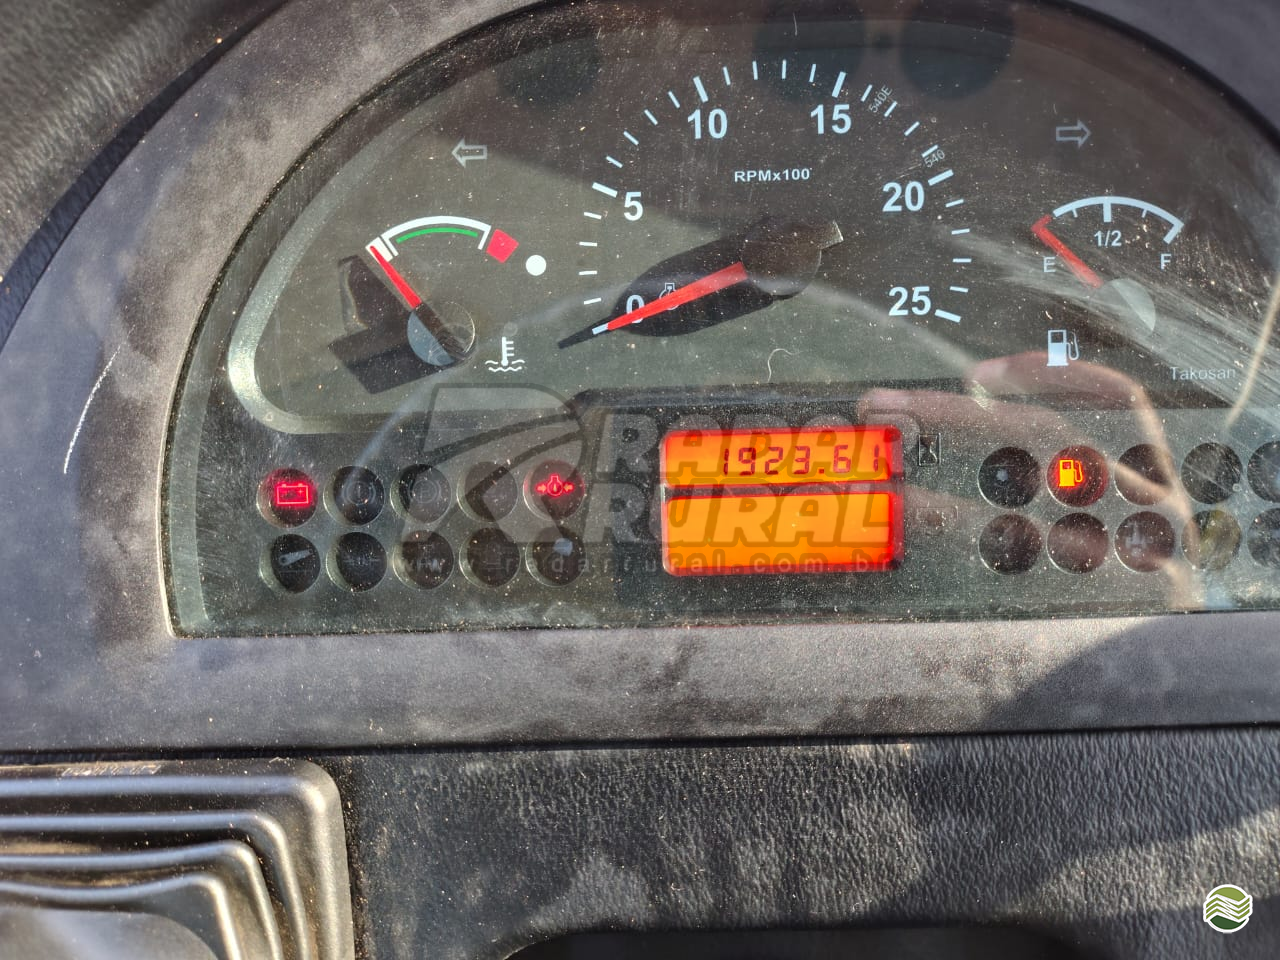 10
15
540E
540
RPMx100
5
20
0
25
1/2
E
F
Takosan
1923.61
RADAR
RURAL
www.radarrural.com.br